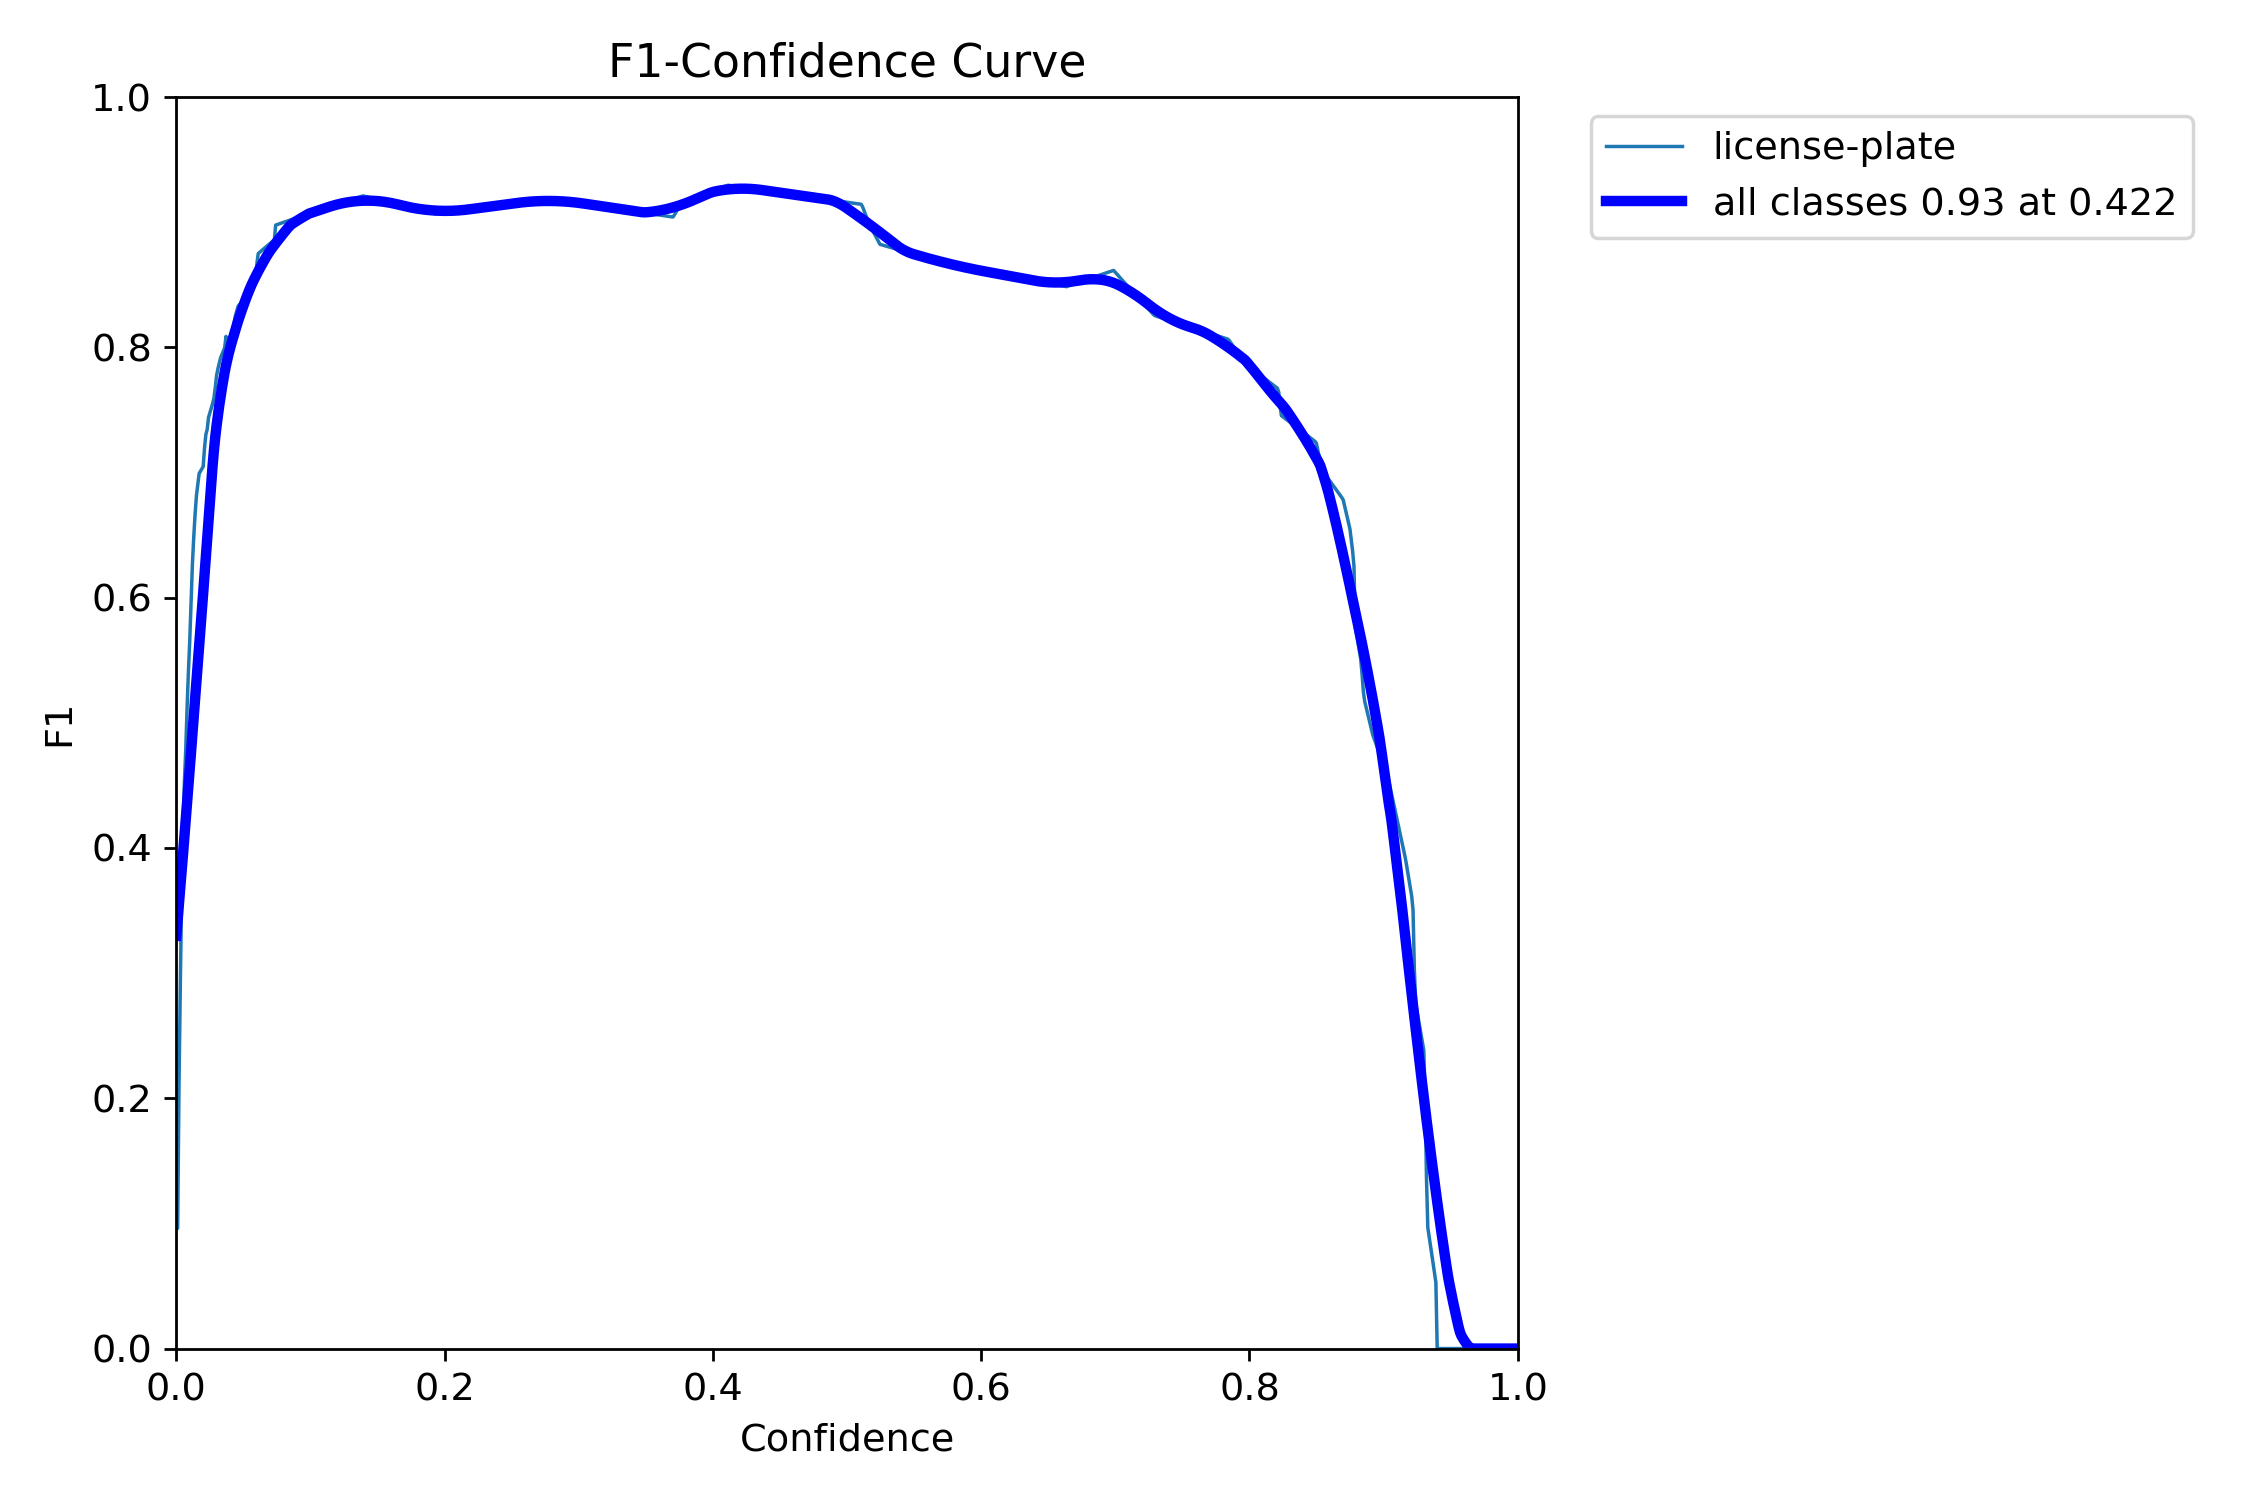 F1-Confidence Curve
license-plate
all classes 0.93 at 0.422
1.0
0.8
0.6
0.4
0.2
0.0
F1
0.0 0.2 0.4 0.6 0.8 1.0
Confidence